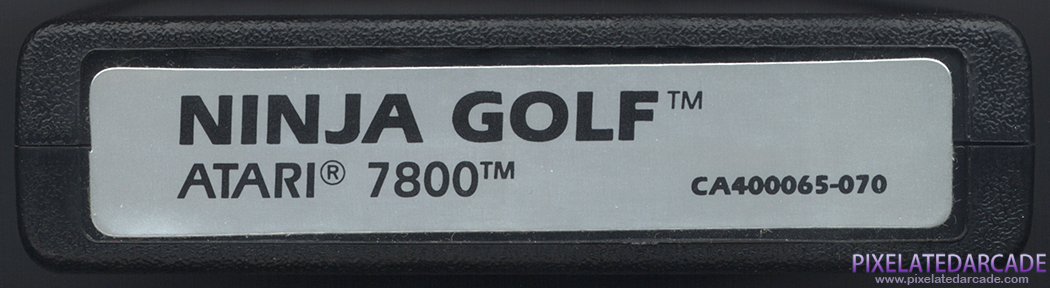 NINJA GOLF™
ATARI® 7800™
CA400065-070
PIXELATEDARCADE
www.pixelatedarcade.com